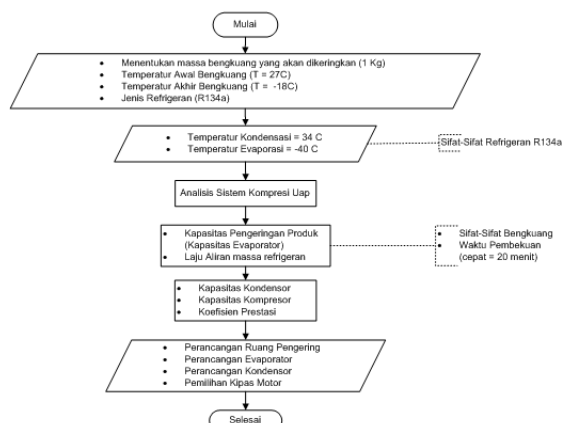 Mulai
• Menentukan massa bengkuang yang akan dikeringkan (1 Kg)
• Temperatur Awal Bengkuang (T = 27C)
• Temperatur Akhir Bengkuang (T = -18C)
• Jenis Refrigeran (R134a)
• Temperatur Kondensasi = 34 C
• Temperatur Evaporasi = -40 C
Sifat-Sifat Refrigeran R134a
Analisis Sistem Kompresi Uap
• Kapasitas Pengeringan Produk
(Kapasitas Evaporator)
• Laju Aliran massa refrigeran
• Sifat-Sifat Bengkuang
• Waktu Pembekuan
(cepat = 20 menit)
• Kapasitas Kondensor
• Kapasitas Kompresor
• Koefisien Prestasi
• Perancangan Ruang Pengering
• Perancangan Evaporator
• Perancangan Kondensor
• Pemilihan Kipas Motor
Selesai